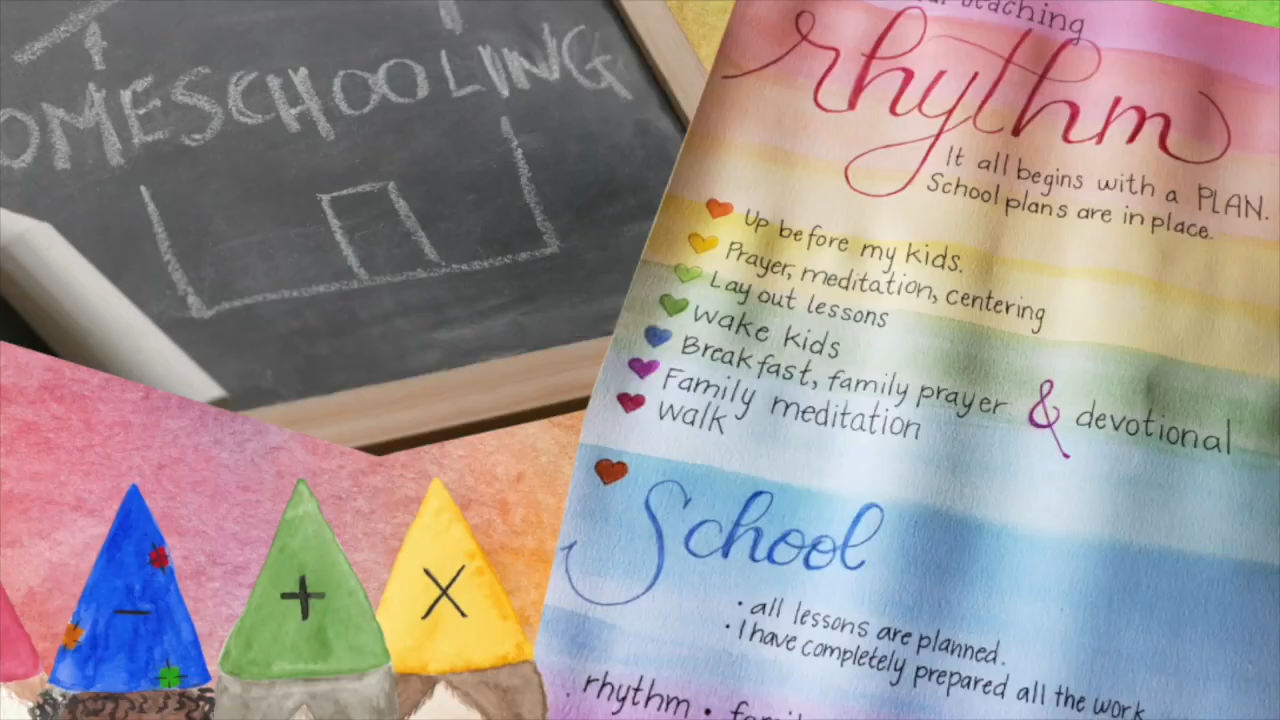 OMESCHOOLING
teaching
rhythm
It all begins with a PLAN.
School plans are in place.
Up before my kids.
Prayer, meditation, centering
Lay out lessons
Wake kids
Breakfast, family prayer & devotional
Family meditation
Walk
School
• all lessons are planned.
• I have completely prepared all the work
rhythm •
− + ×